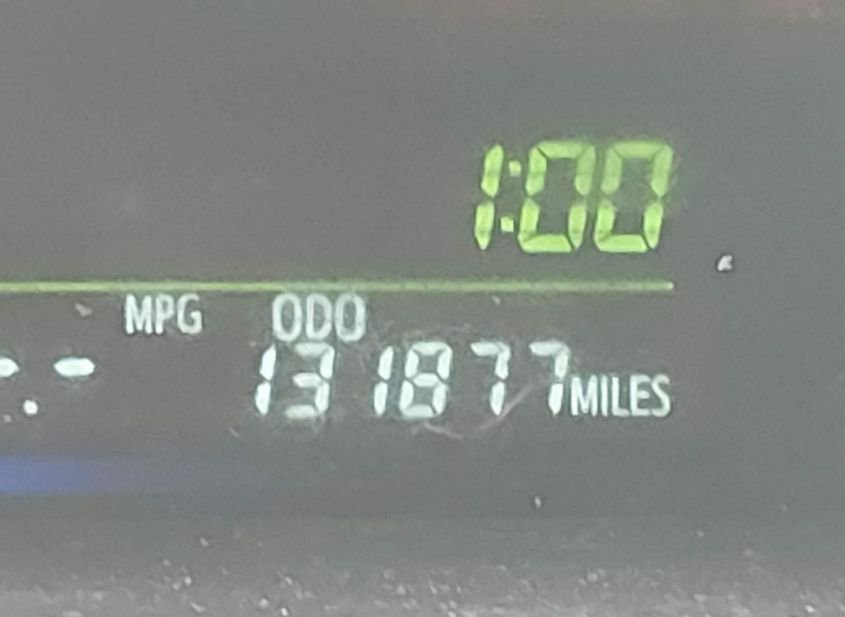 1:00
MPG ODO
-.- 131877 MILES